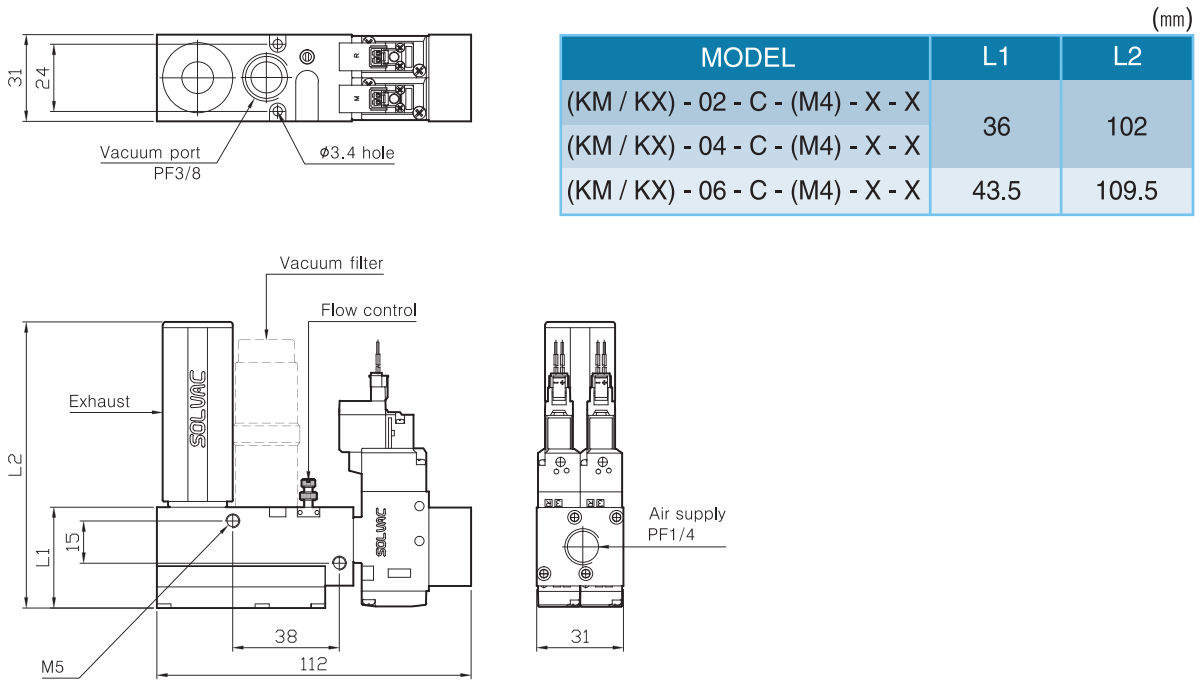 (mm)
MODEL L1 L2
(KM / KX) - 02 - C - (M4) - X - X
36 102
(KM / KX) - 04 - C - (M4) - X - X
(KM / KX) - 06 - C - (M4) - X - X 43.5 109.5
31
24
R
M
Vacuum port
PF3/8
ø3.4 hole
Vacuum filter
Flow control
Exhaust
SOLVAC
SOLVAC
L2
L1
15
38
112
M5
Air supply
PF1/4
31